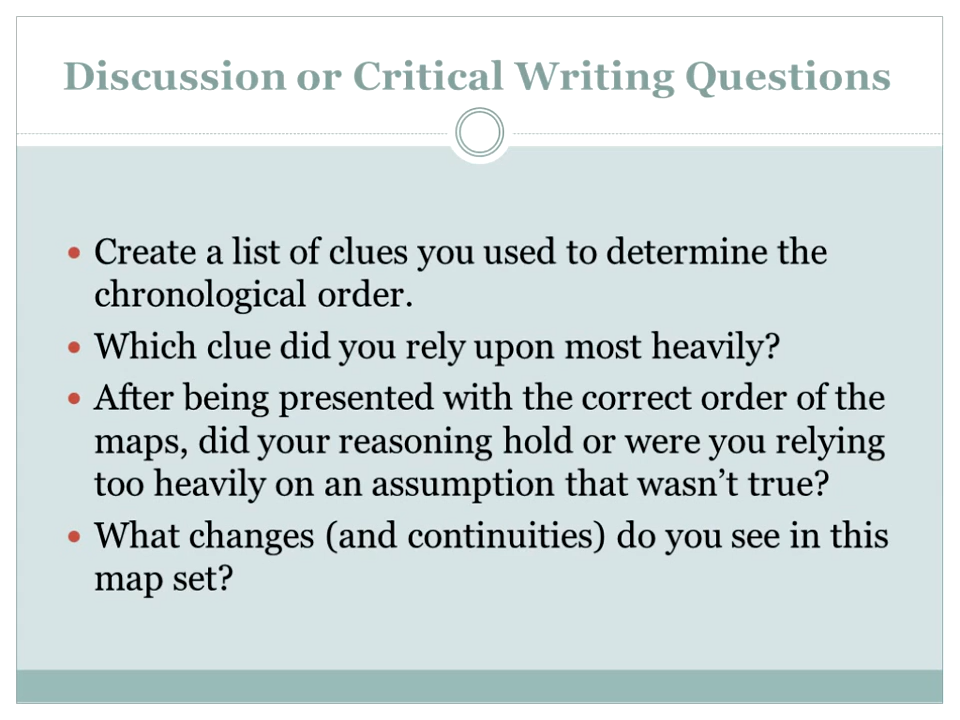 Discussion or Critical Writing Questions
• Create a list of clues you used to determine the
chronological order.
• Which clue did you rely upon most heavily?
• After being presented with the correct order of the
maps, did your reasoning hold or were you relying
too heavily on an assumption that wasn’t true?
• What changes (and continuities) do you see in this
map set?